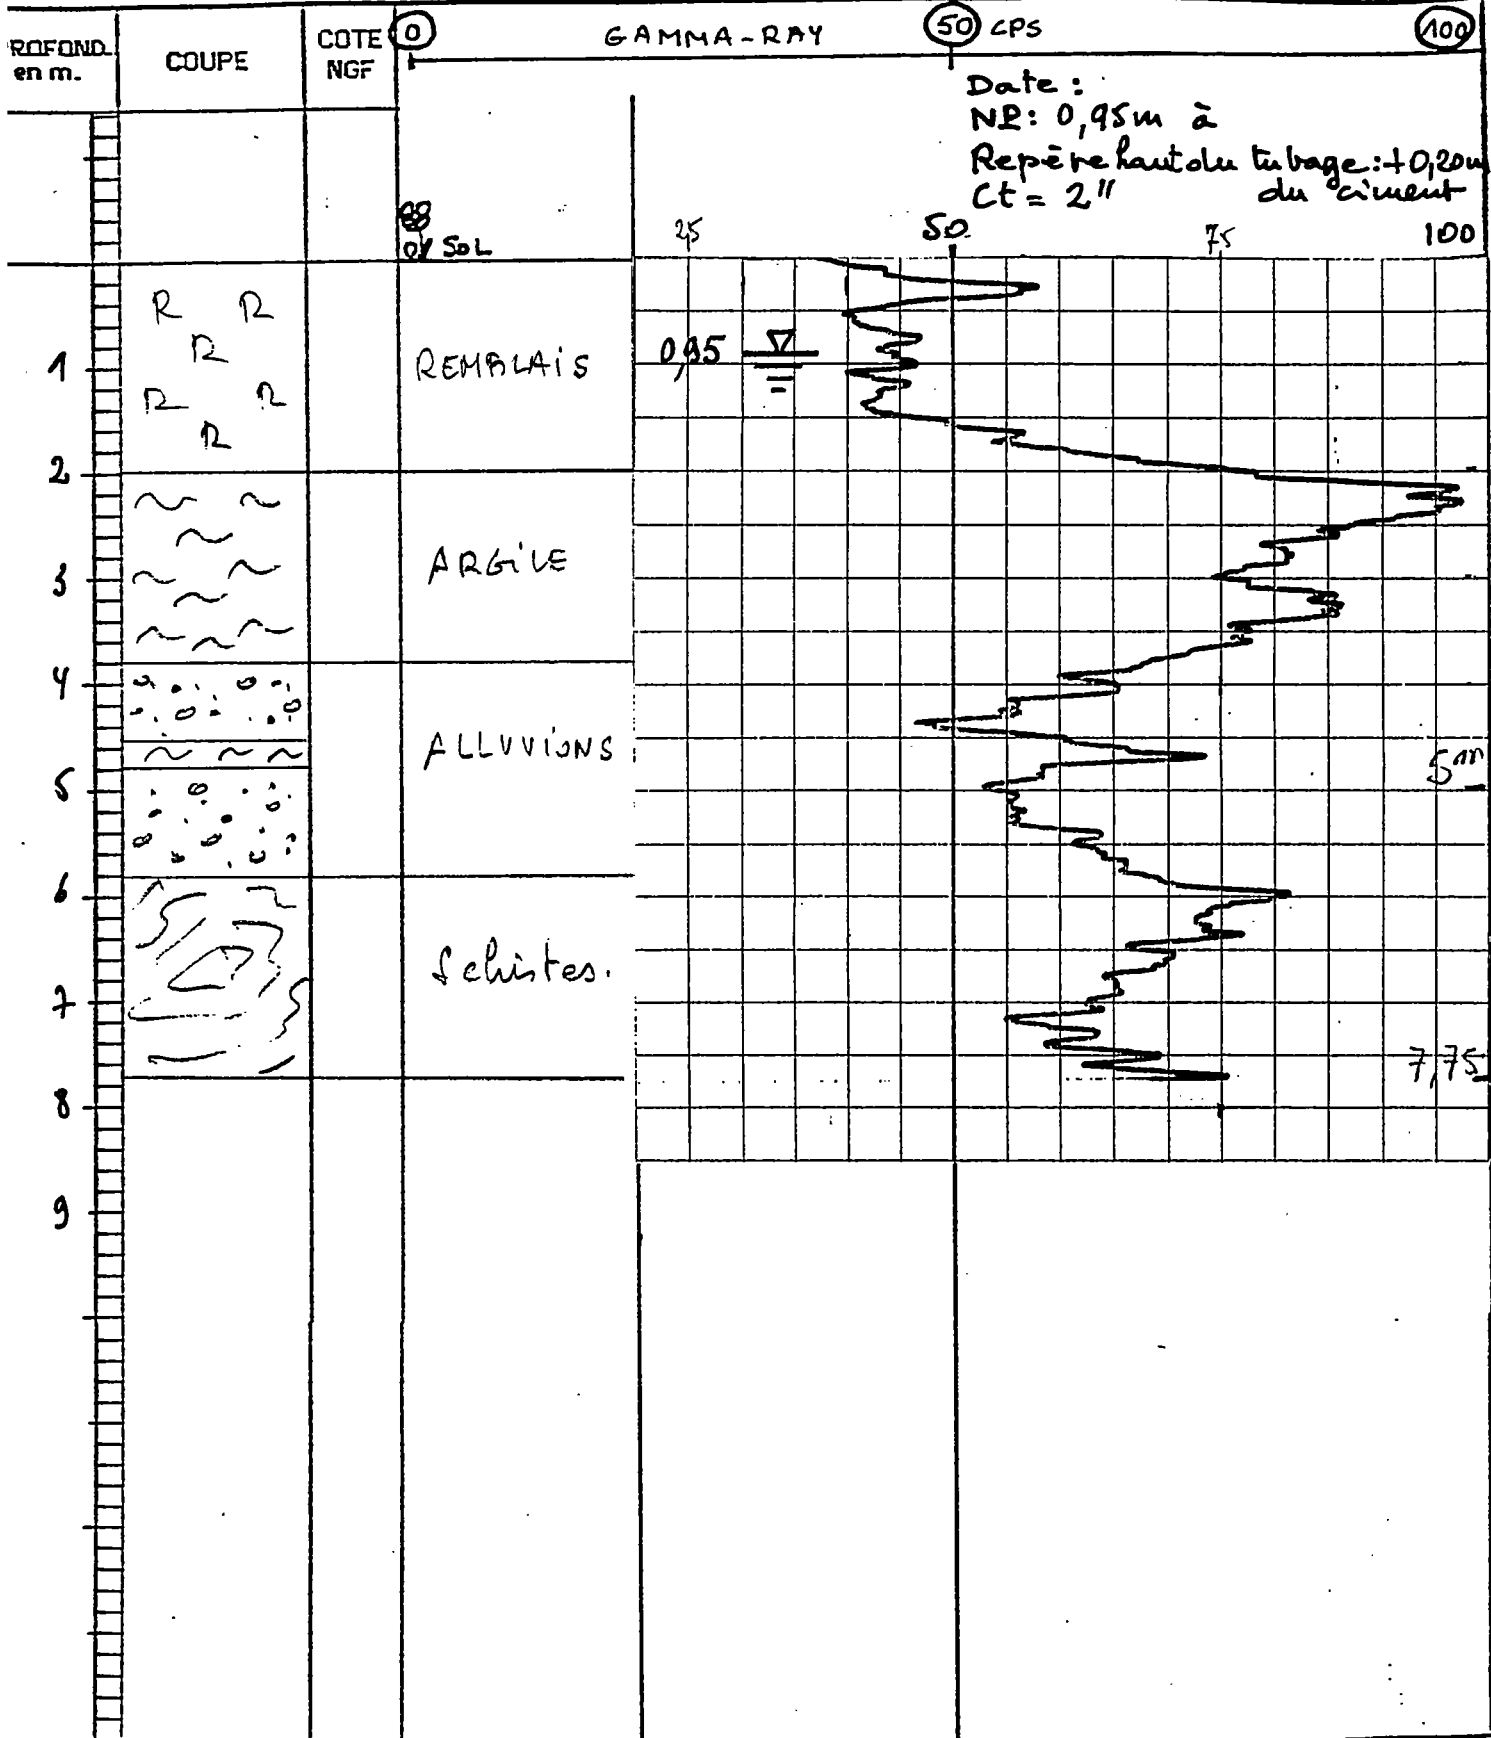 ROFOND. en m.
COUPE
COTE NGF
0 GAMMA-RAY 50 CPS 100
Date :
NP: 0,95m à
Repère haut du tubage: +0,20m
Ct = 2" du ciment
SOL
25 50 75 100
R R
R
R R
R
REMBLAIS
0,95
1
2
ARGILE
3
4
ALLUVIONS
5
5m
6
Schistes.
7
7,75
8
9